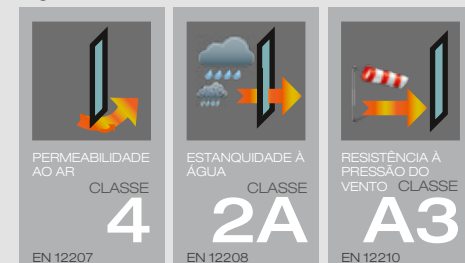 PERMEABILIDADE
AO AR
CLASSE
4
EN 12207
ESTANQUIDADE À
ÁGUA
CLASSE
2A
EN 12208
RESISTÊNCIA À
PRESSÃO DO
VENTO CLASSE
A3
EN 12210